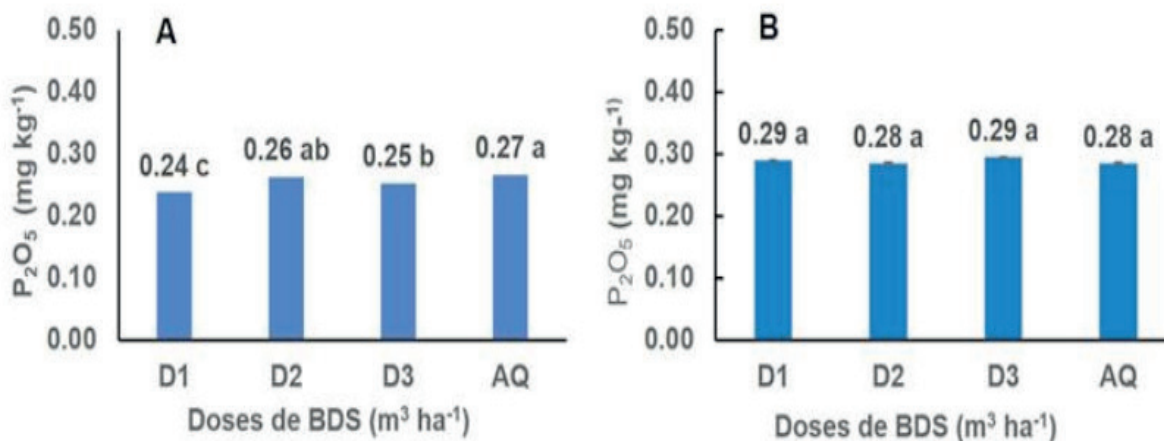 A
P₂O₅ (mg kg⁻¹)
0.50
0.40
0.30
0.20
0.10
0.00
0.24 c
0.26 ab
0.25 b
0.27 a
D1
D2
D3
AQ
Doses de BDS (m³ ha⁻¹)
B
P₂O₅ (mg kg-¹⁾
0.50
0.40
0.30
0.20
0.10
0.00
0.29 a
0.28 a
0.29 a
0.28 a
D1
D2
D3
AQ
Doses de BDS (m³ ha⁻¹)